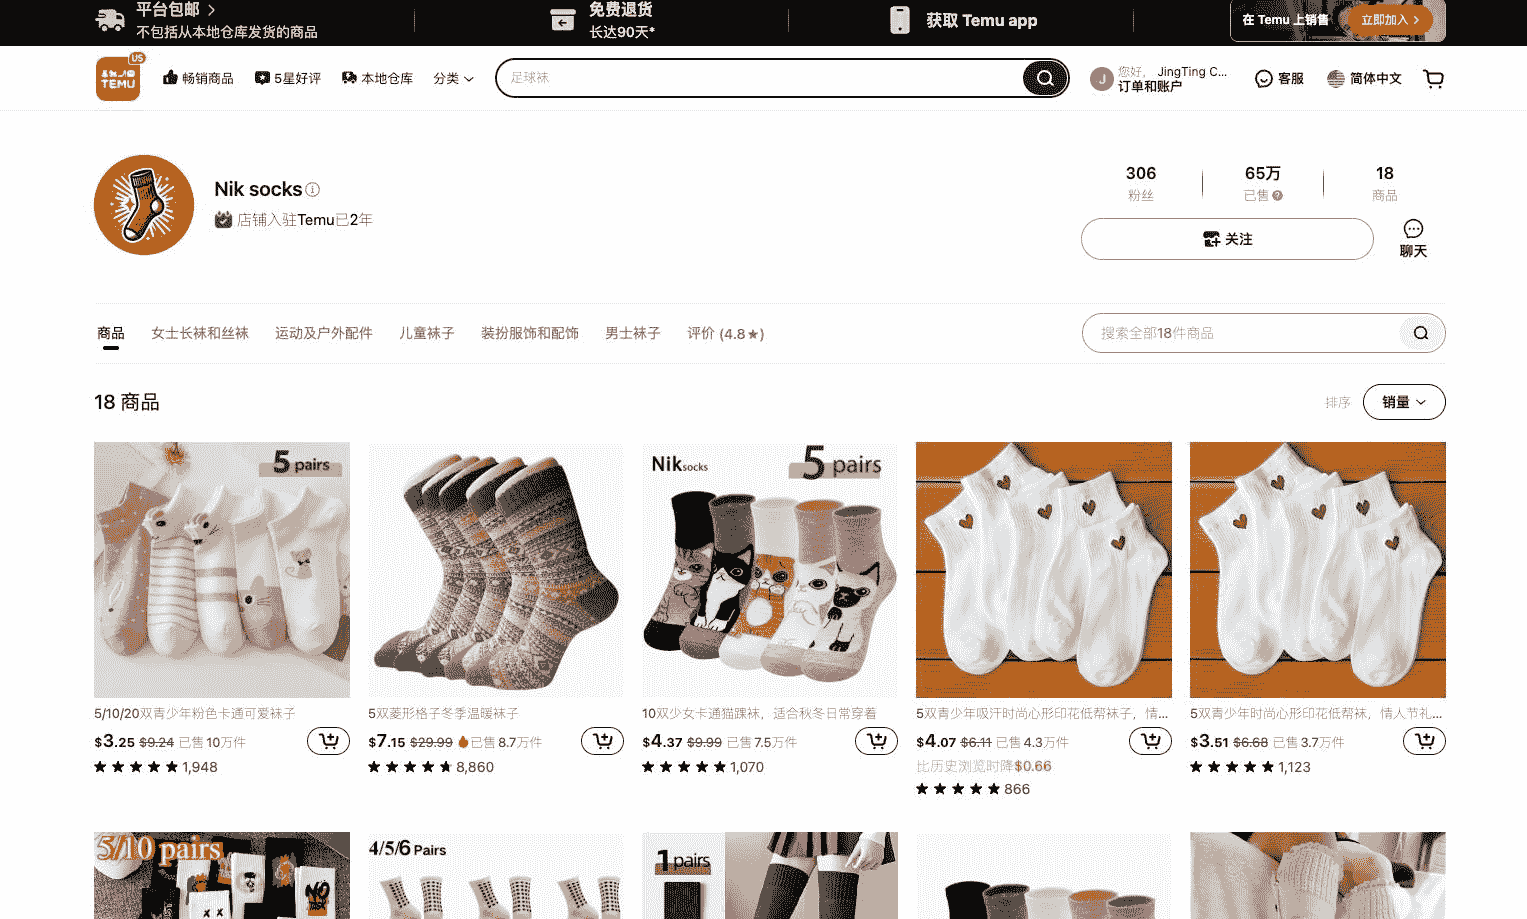 平台包邮 >
不包括从本地仓库发货的商品
免费退货
长达90天*
获取 Temu app
在 Temu 上销售
立即加入 >
TEMU
US
畅销商品
5星好评
本地仓库
分类
足球袜
J
您好， JingTing C...
订单和账户
客服
简体中文
Nik socks
店铺入驻Temu已2年
306
粉丝
65万
已售
18
商品
关注
聊天
商品
女士长袜和丝袜
运动及户外配件
儿童袜子
装扮服饰和配饰
男士袜子
评价 (4.8★)
搜索全部18件商品
18 商品
排序
销量
5 pairs
Nik socks
5 pairs
5/10/20双青少年粉色卡通可爱袜子
$3.25 $9.24 已售10万件
1,948
5双菱形格子冬季温暖袜子
$7.15 $29.99 已售8.7万件
8,860
10双少女卡通猫踝袜，适合秋冬日常穿着
$4.37 $9.99 已售7.5万件
1,070
5双青少年吸汗时尚心形印花低帮袜子，情...
$4.07 $6.11 已售4.3万件
比历史浏览时降$0.66
866
5双青少年时尚心形印花低帮袜，情人节礼...
$3.51 $6.68 已售3.7万件
1,123
5/10 pairs
NO
4/5/6 Pairs
1 pairs